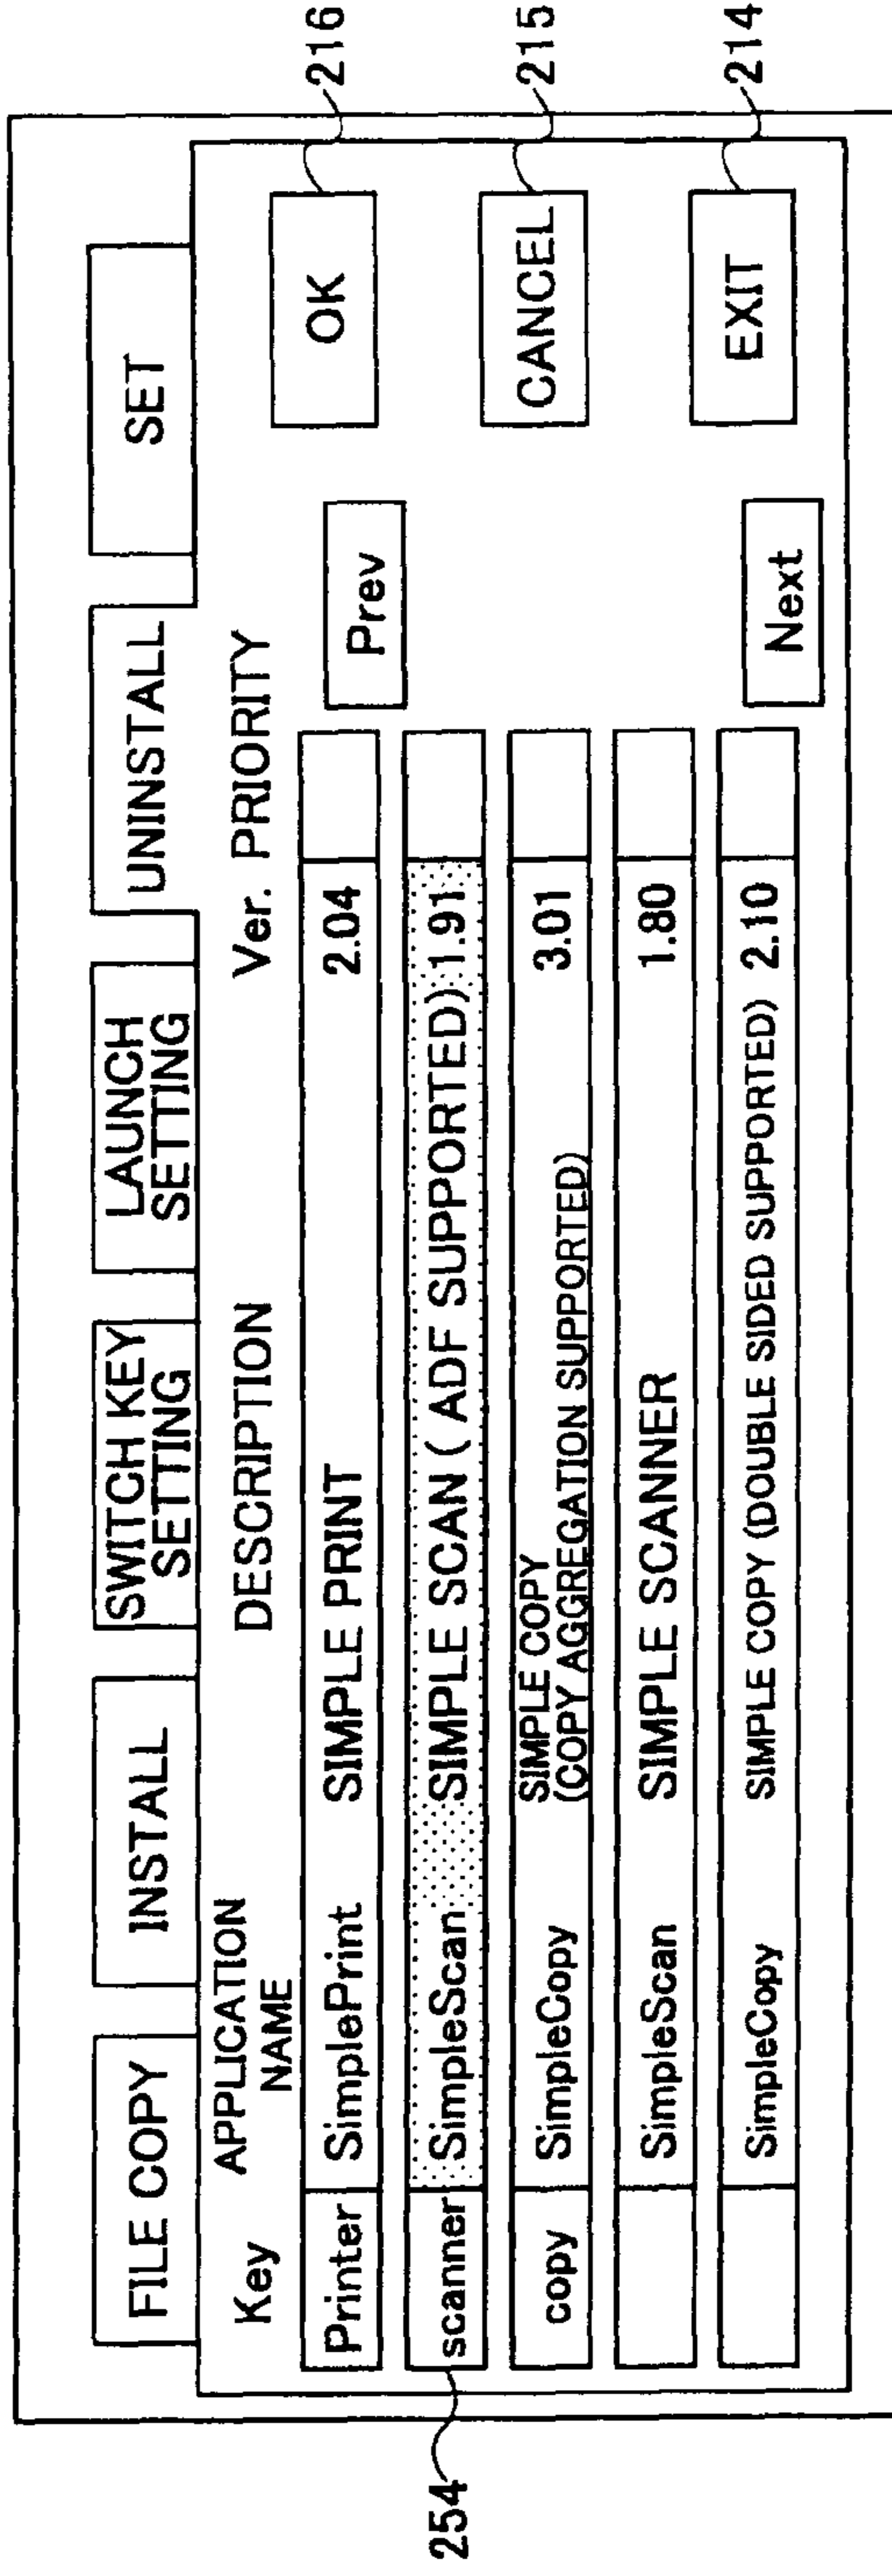 FILE COPY
INSTALL
SWITCH KEY
SETTING
LAUNCH
SETTING
UNINSTALL
SET
Key
APPLICATION
NAME
DESCRIPTION
Ver.
PRIORITY
Printer
SimplePrint
SIMPLE PRINT
2.04
scanner
SimpleScan
SIMPLE SCAN ( ADF SUPPORTED)
1.91
copy
SimpleCopy
SIMPLE COPY
(COPY AGGREGATION SUPPORTED)
3.01
SimpleScan
SIMPLE SCANNER
1.80
SimpleCopy
SIMPLE COPY (DOUBLE SIDED SUPPORTED)
2.10
Prev
Next
OK
CANCEL
EXIT
216
215
214
254